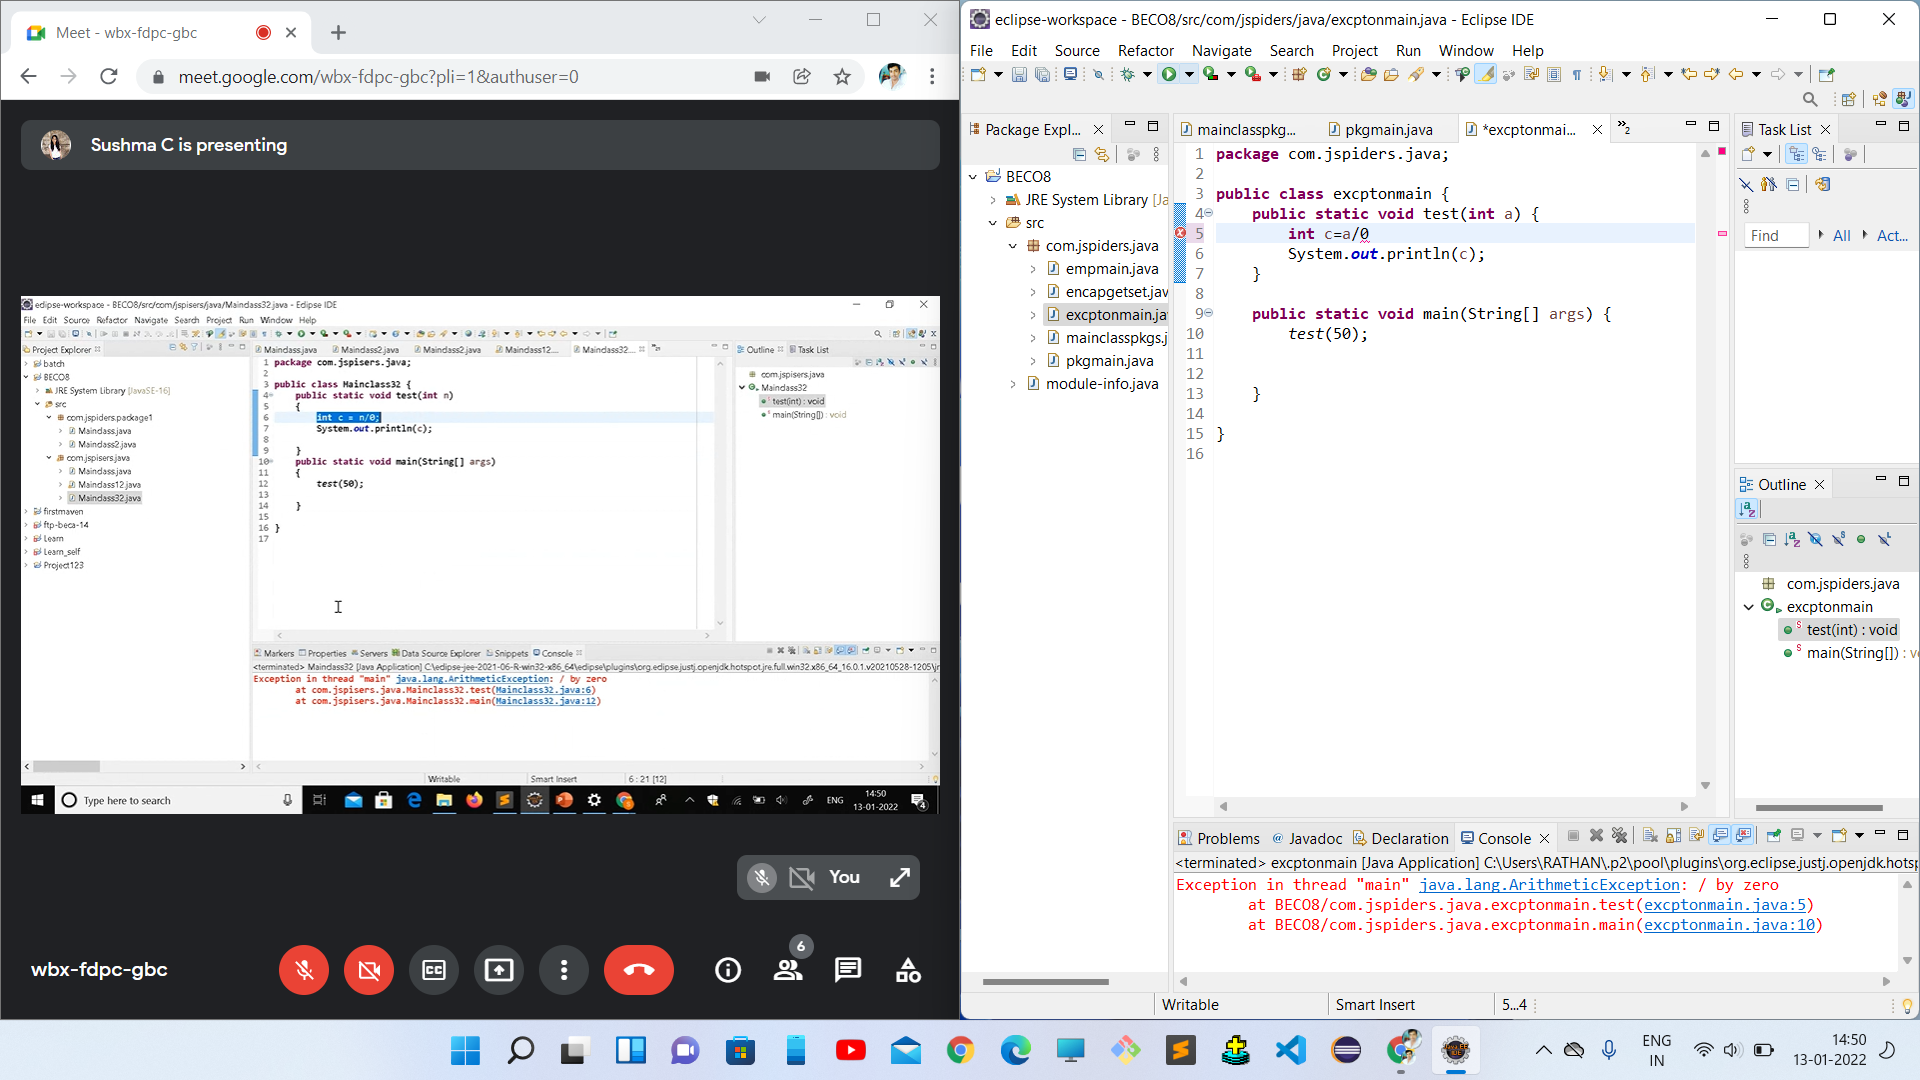 Meet - wbx-fdpc-gbc
meet.google.com/wbx-fdpc-gbc?pli=1&authuser=0
Sushma C is presenting
eclipse-workspace - BECO8/src/com/jspisers/java/Mainclass32.java - Eclipse IDE
File Edit Source Refactor Navigate Search Project Run Window Help
Project Explorer
batch
BECO8
JRE System Library [JavaSE-16]
src
com.jspiders.package1
Mainclass.java
Mainclass2.java
com.jspisers.java
Mainclass.java
Mainclass12.java
Mainclass32.java
firstmaven
ftp-beca-14
Learn
Learn_self
Project123
Mainclass.java
Mainclass2.java
Mainclass2.java
Mainclass12....
Mainclass32....
1 package com.jspisers.java;
2
3 public class Mainclass32 {
4 public static void test(int n)
5 {
6 int c = n/0;
7 System.out.println(c);
8
9 }
10 public static void main(String[] args)
11 {
12 test(50);
13
14 }
15
16 }
17
Outline
Task List
com.jspisers.java
Mainclass32
test(int) : void
main(String[]) : void
Markers Properties Servers Data Source Explorer Snippets Console
<terminated> Mainclass32 [Java Application] C:\eclipse-jee-2021-06-R-win32-x86_64\eclipse\plugins\org.eclipse.justj.openjdk.hotspot.jre.full.win32.x86_64_16.0.1.v20210528-1205\jr
Exception in thread "main" java.lang.ArithmeticException: / by zero
at com.jspisers.java.Mainclass32.test(Mainclass32.java:6)
at com.jspisers.java.Mainclass32.main(Mainclass32.java:12)
Writable
Smart Insert
6 : 21 [12]
Type here to search
ENG
14:50
13-01-2022
4
You
wbx-fdpc-gbc
CC
6
eclipse-workspace - BECO8/src/com/jspiders/java/excptonmain.java - Eclipse IDE
File Edit Source Refactor Navigate Search Project Run Window Help
Package Expl...
BECO8
JRE System Library [Ja
src
com.jspiders.java
empmain.java
encapgetset.jav
excptonmain.ja
mainclasspkgs.j
pkgmain.java
module-info.java
mainclasspkg...
pkgmain.java
*excptonmai...
2
1 package com.jspiders.java;
2
3 public class excptonmain {
4 public static void test(int a) {
5 int c=a/0
6 System.out.println(c);
7 }
8
9 public static void main(String[] args) {
10 test(50);
11
12
13 }
14
15 }
16
Task List
Find
All
Act...
Outline
com.jspiders.java
excptonmain
test(int) : void
main(String[]) : v
Problems Javadoc Declaration Console
<terminated> excptonmain [Java Application] C:\Users\RATHAN\.p2\pool\plugins\org.eclipse.justj.openjdk.hotsp
Exception in thread "main" java.lang.ArithmeticException: / by zero
at BECO8/com.jspiders.java.excptonmain.test(excptonmain.java:5)
at BECO8/com.jspiders.java.excptonmain.main(excptonmain.java:10)
Writable
Smart Insert
5...4
ENG
IN
14:50
13-01-2022